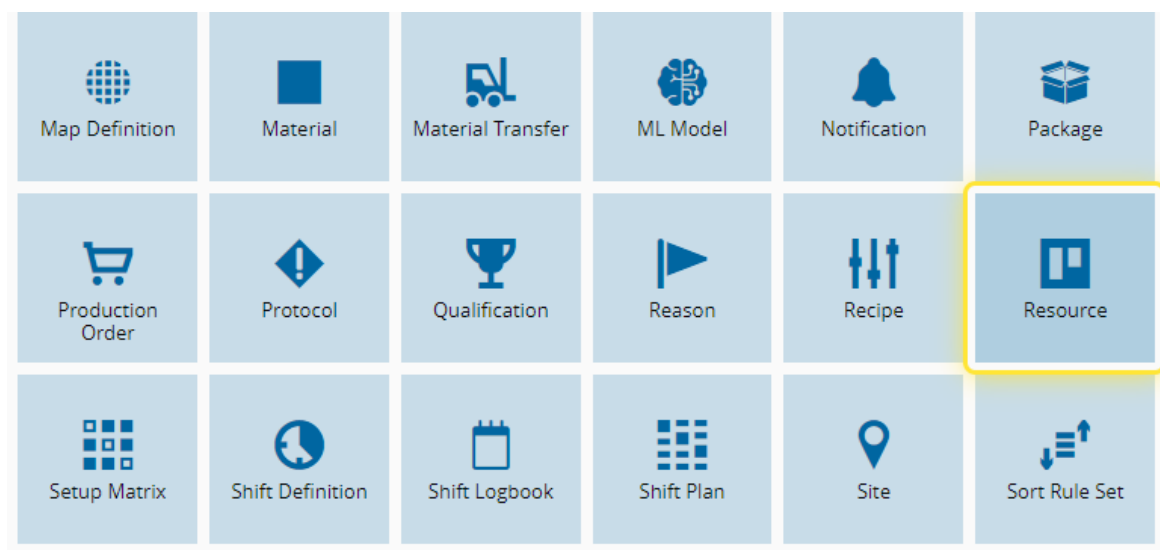 Map Definition
Material
Material Transfer
ML Model
Notification
Package
Production
Order
Protocol
Qualification
Reason
Recipe
Resource
Setup Matrix
Shift Definition
Shift Logbook
Shift Plan
Site
Sort Rule Set